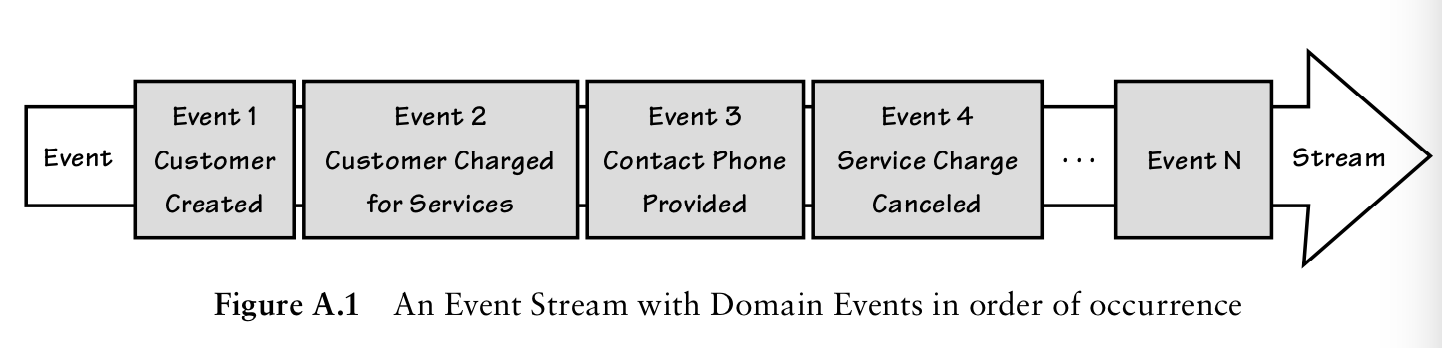 Event
Event 1
Customer
Created
Event 2
Customer Charged
for Services
Event 3
Contact Phone
Provided
Event 4
Service Charge
Canceled
...
Event N
Stream
Figure A.1 An Event Stream with Domain Events in order of occurrence